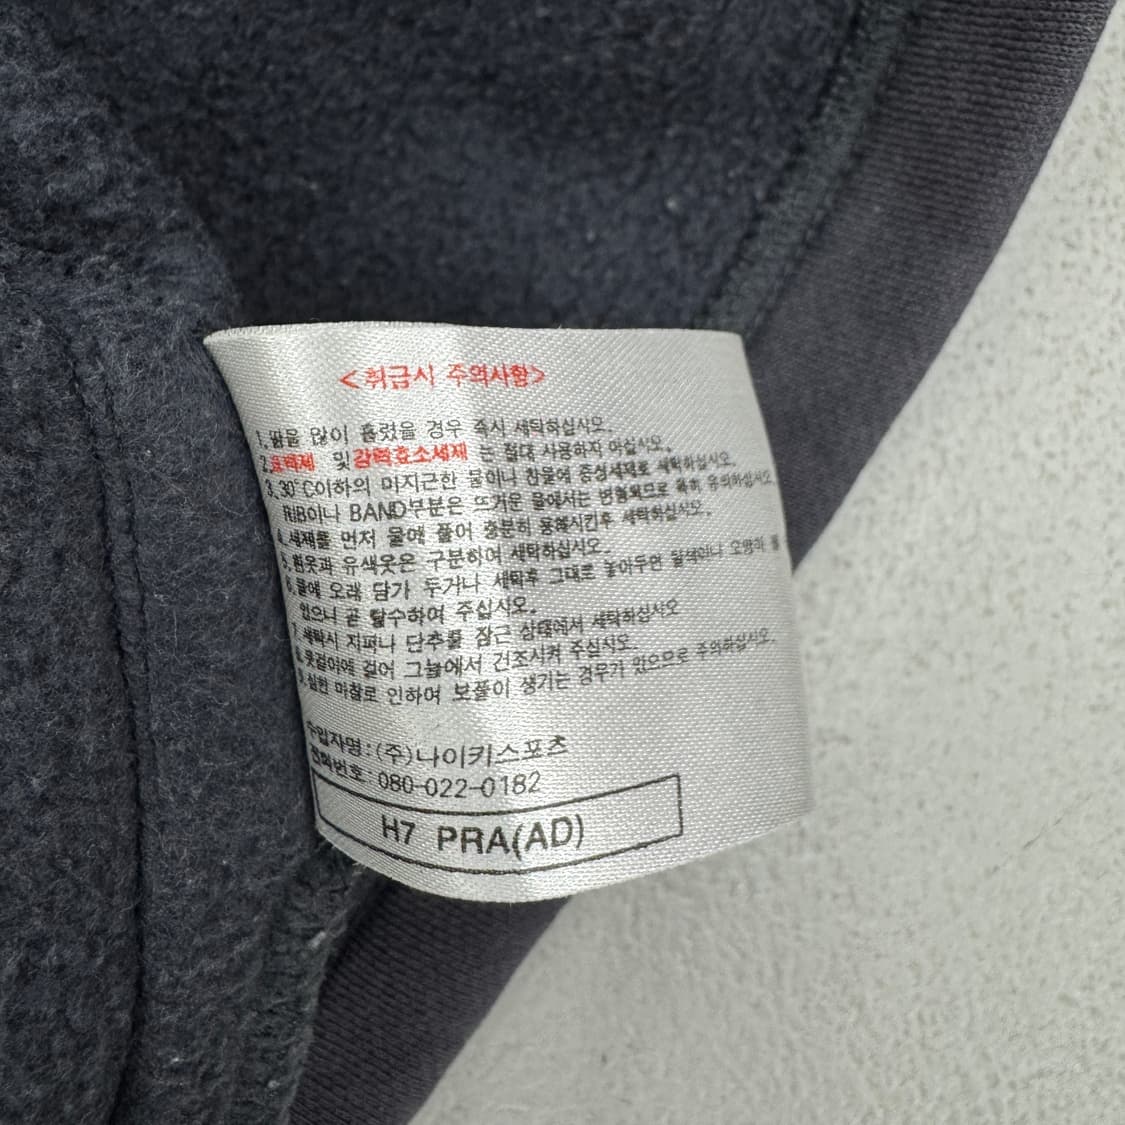 <취급시 주의사항>
1.땀을 많이 흘렸을 경우 즉시 세탁하십시오.
2.표백제 및 강력효소세제 는 절대 사용하지 마십시오.
3.30°C이하의 미지근한 물이나 찬물에 중성세제로 세탁하십시오.
RIB이나 BAND부분은 뜨거운 물에서는 변형되므로 특히 유의하십시오.
4.세제를 먼저 물에 풀어 충분히 용해시킨후 세탁하십시오.
5.흰옷과 유색옷은 구분하여 세탁하십시오.
6.물에 오래 담가 두거나 세탁후 그대로 놓아두면 탈색이나 오염이 될
있으니 곧 탈수하여 주십시오.
7.세탁시 지퍼나 단추를 잠근 상태에서 세탁하십시오
8.옷걸이에 걸어 그늘에서 건조시켜 주십시오.
9.심한 마찰로 인하여 보풀이 생기는 경우가 있으므로 주의하십시오.
수입자명:(주)나이키스포츠
전화번호:080-022-0182
H7 PRA(AD)